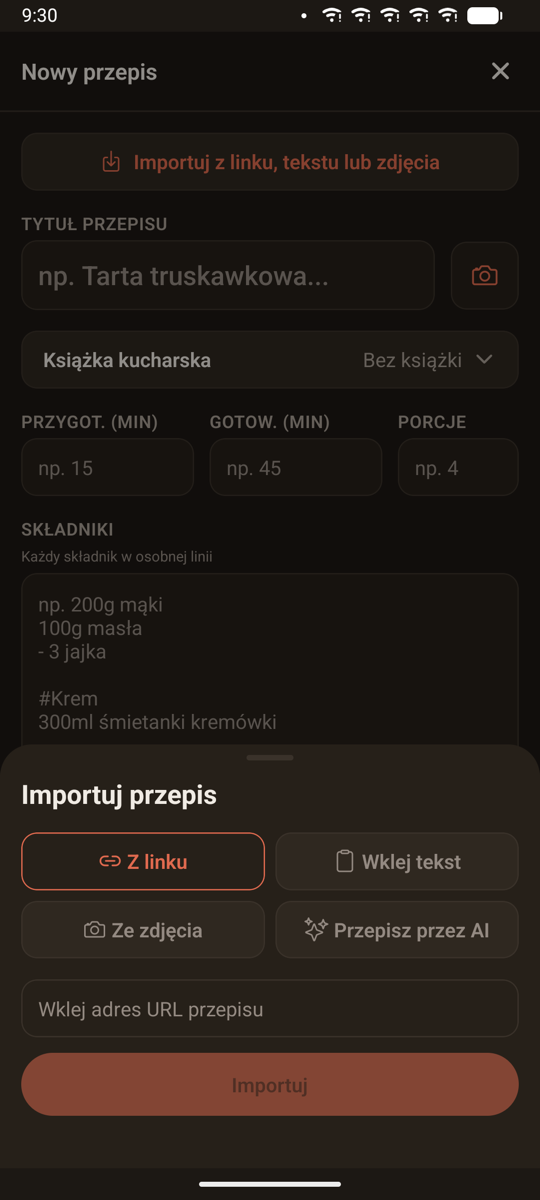 9:30
Nowy przepis
Importuj z linku, tekstu lub zdjęcia
TYTUŁ PRZEPISU
np. Tarta truskawkowa...
Książka kucharska
Bez książki
PRZYGOT. (MIN)
GOTOW. (MIN)
PORCJE
np. 15
np. 45
np. 4
SKŁADNIKI
Każdy składnik w osobnej linii
np. 200g mąki
100g masła
- 3 jajka
#Krem
300ml śmietanki kremówki
Importuj przepis
Z linku
Wklej tekst
Ze zdjęcia
Przepisz przez AI
Wklej adres URL przepisu
Importuj